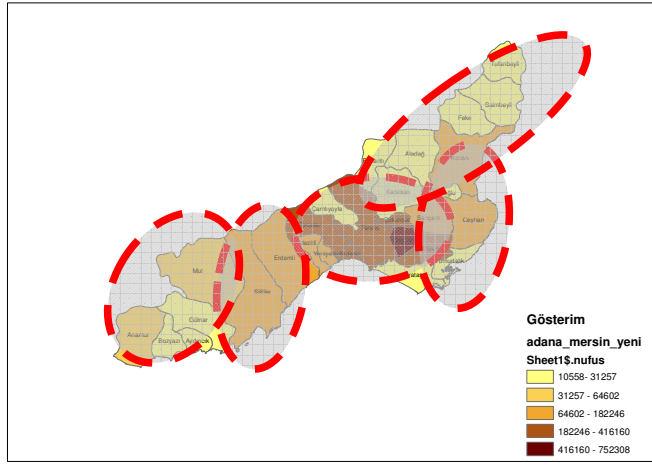 Tufanbeyli
Saimbeyli
Feke
Aladağ
Ceyhan
Çamlıyayla
Erdemli
Mut
Silifke
Gülnar
Anamur
Bozyazı
Aydıncık
Gösterim
adana_mersin_yeni
Sheet1$.nufus
10558- 31257
31257 - 64602
64602 - 182246
182246 - 416160
416160 - 752308